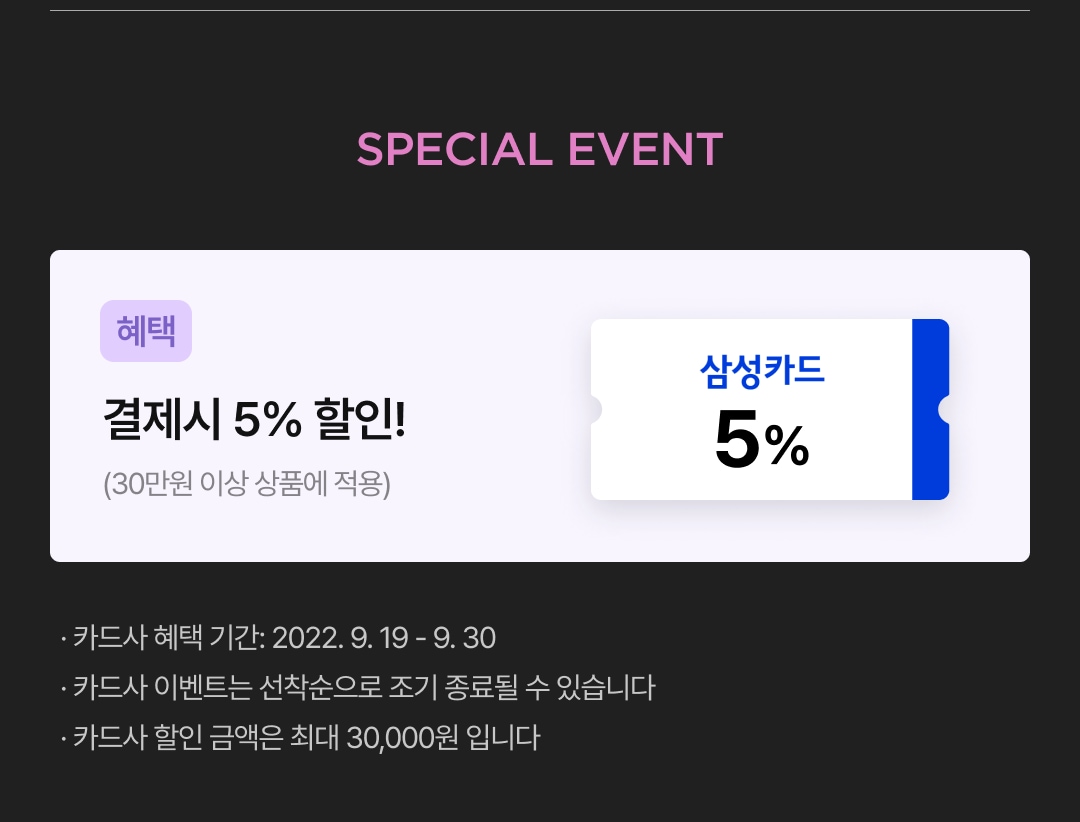 SPECIAL EVENT
혜택
결제시 5% 할인!
(30만원 이상 상품에 적용)
삼성카드
5%
· 카드사 혜택 기간: 2022. 9. 19 - 9. 30
· 카드사 이벤트는 선착순으로 조기 종료될 수 있습니다
· 카드사 할인 금액은 최대 30,000원 입니다